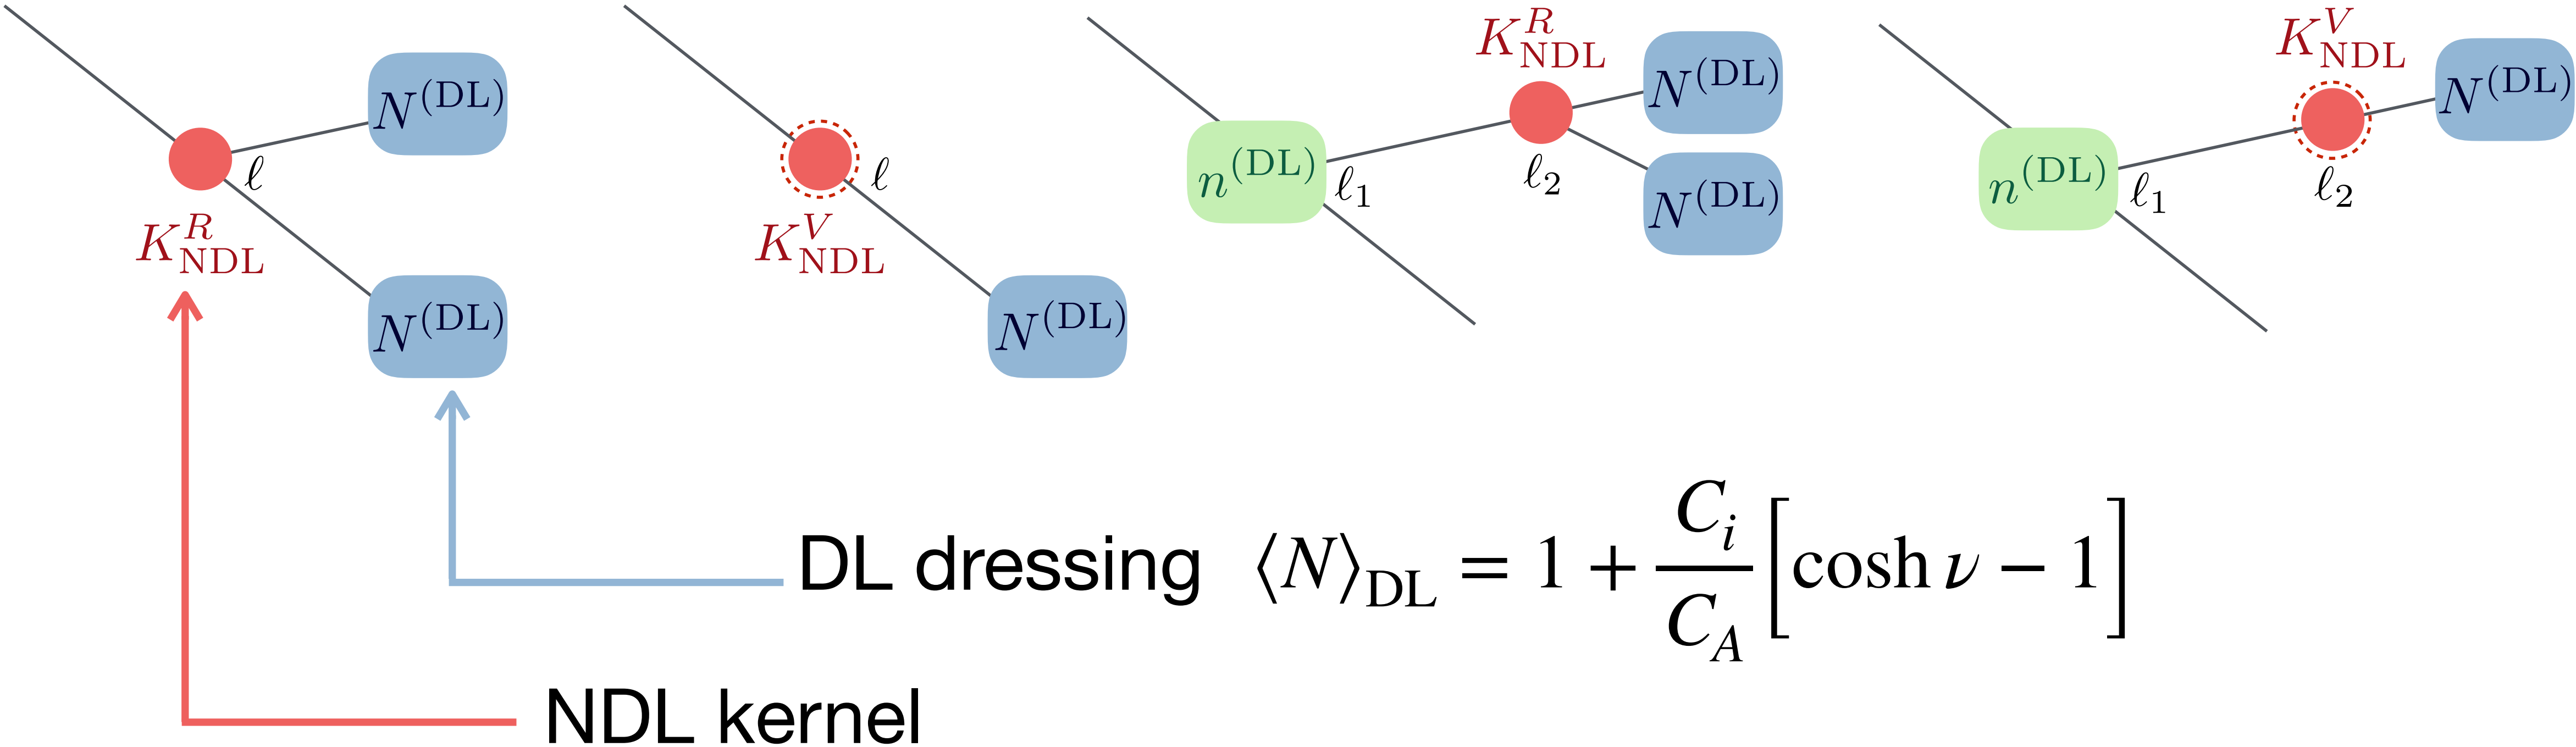 K^R_NDL
N^(DL)
ℓ
N^(DL)
K^V_NDL
ℓ
N^(DL)
n^(DL)
ℓ_1
K^R_NDL
ℓ_2
N^(DL)
N^(DL)
n^(DL)
ℓ_1
K^V_NDL
ℓ_2
N^(DL)
DL dressing ⟨N⟩_DL = 1 + C_i/C_A [cosh ν − 1]
NDL kernel